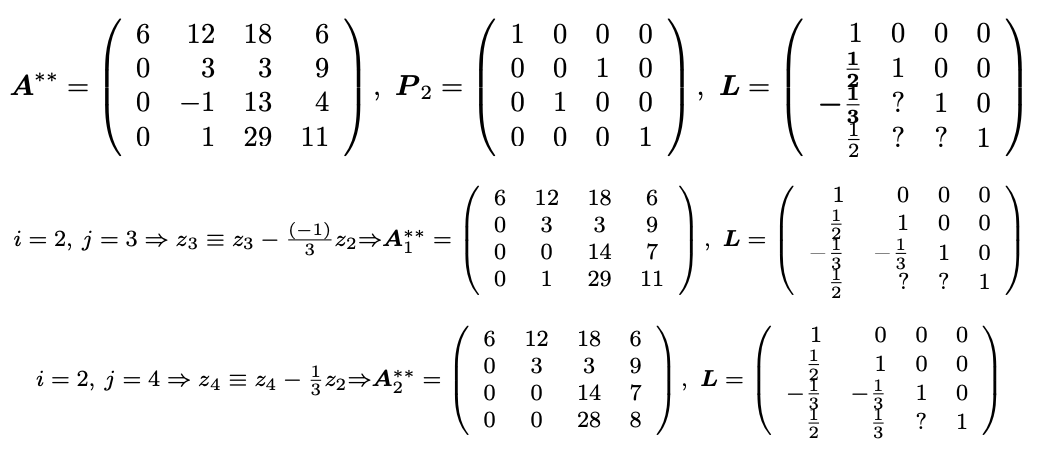 A** = ( 6 12 18 6 ; 0 3 3 9 ; 0 −1 13 4 ; 0 1 29 11 ), P₂ = ( 1 0 0 0 ; 0 0 1 0 ; 0 1 0 0 ; 0 0 0 1 ), L = ( 1 0 0 0 ; 1/2 1 0 0 ; −1/3 ? 1 0 ; 1/2 ? ? 1 )
i = 2, j = 3 ⇒ z₃ ≡ z₃ − (−1)/3 z₂ ⇒ A₁** = ( 6 12 18 6 ; 0 3 3 9 ; 0 0 14 7 ; 0 1 29 11 ), L = ( 1 0 0 0 ; 1/2 1 0 0 ; −1/3 −1/3 1 0 ; 1/2 ? ? 1 )
i = 2, j = 4 ⇒ z₄ ≡ z₄ − 1/3 z₂ ⇒ A₂** = ( 6 12 18 6 ; 0 3 3 9 ; 0 0 14 7 ; 0 0 28 8 ), L = ( 1 0 0 0 ; 1/2 1 0 0 ; −1/3 −1/3 1 0 ; 1/2 1/3 ? 1 )